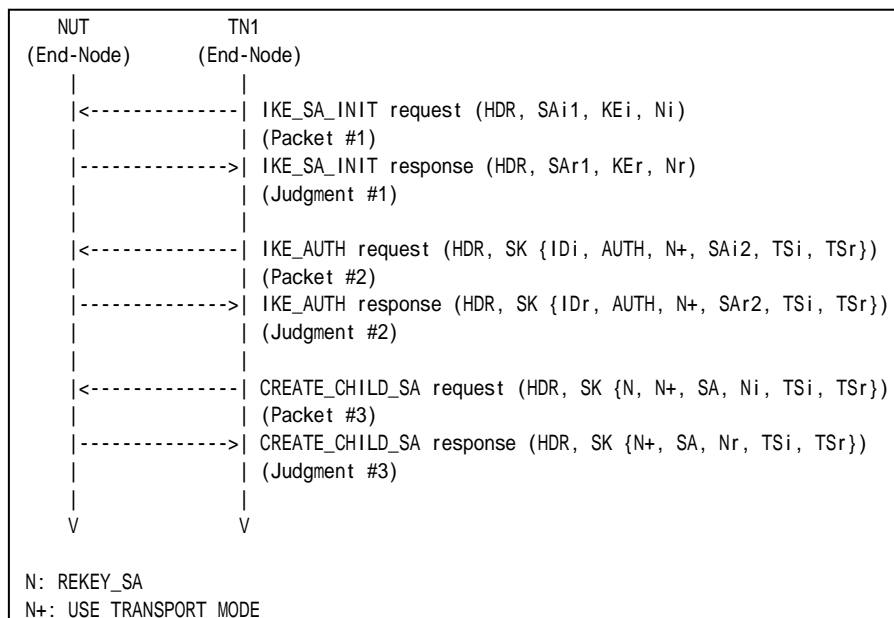 NUT TN1
(End-Node) (End-Node)
| |
|<--------------| IKE_SA_INIT request (HDR, SAi1, KEi, Ni)
| | (Packet #1)
|-------------->| IKE_SA_INIT response (HDR, SAr1, KEr, Nr)
| | (Judgment #1)
| |
|<--------------| IKE_AUTH request (HDR, SK {IDi, AUTH, N+, SAi2, TSi, TSr})
| | (Packet #2)
|-------------->| IKE_AUTH response (HDR, SK {IDr, AUTH, N+, SAr2, TSi, TSr})
| | (Judgment #2)
| |
|<--------------| CREATE_CHILD_SA request (HDR, SK {N, N+, SA, Ni, TSi, TSr})
| | (Packet #3)
|-------------->| CREATE_CHILD_SA response (HDR, SK {N+, SA, Nr, TSi, TSr})
| | (Judgment #3)
| |
V V
N: REKEY_SA
N+: USE TRANSPORT MODE